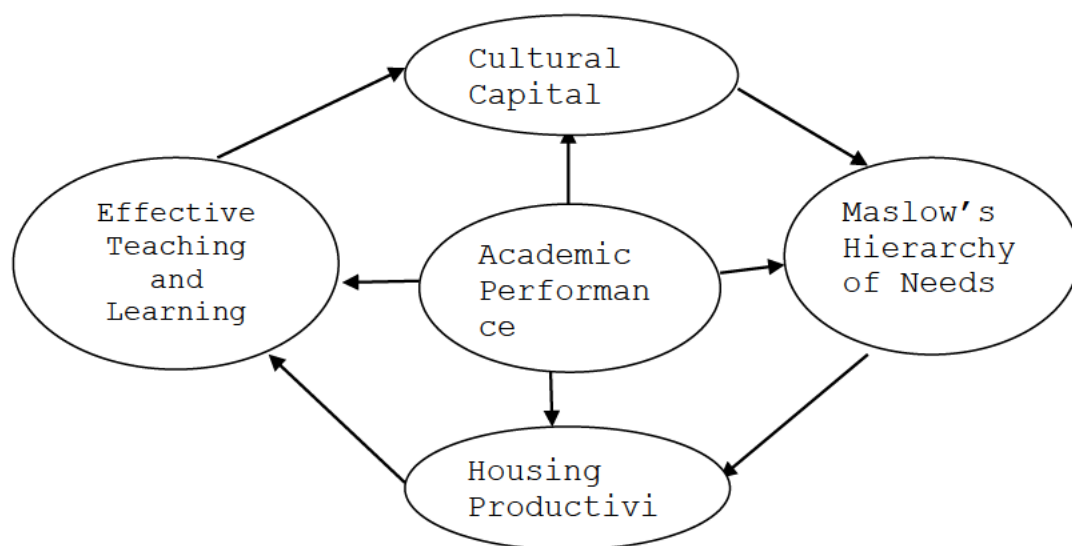 Cultural
Capital
Effective
Teaching
and
Learning
Academic
Performan
ce
Maslow’s
Hierarchy
of Needs
Housing
Productivi